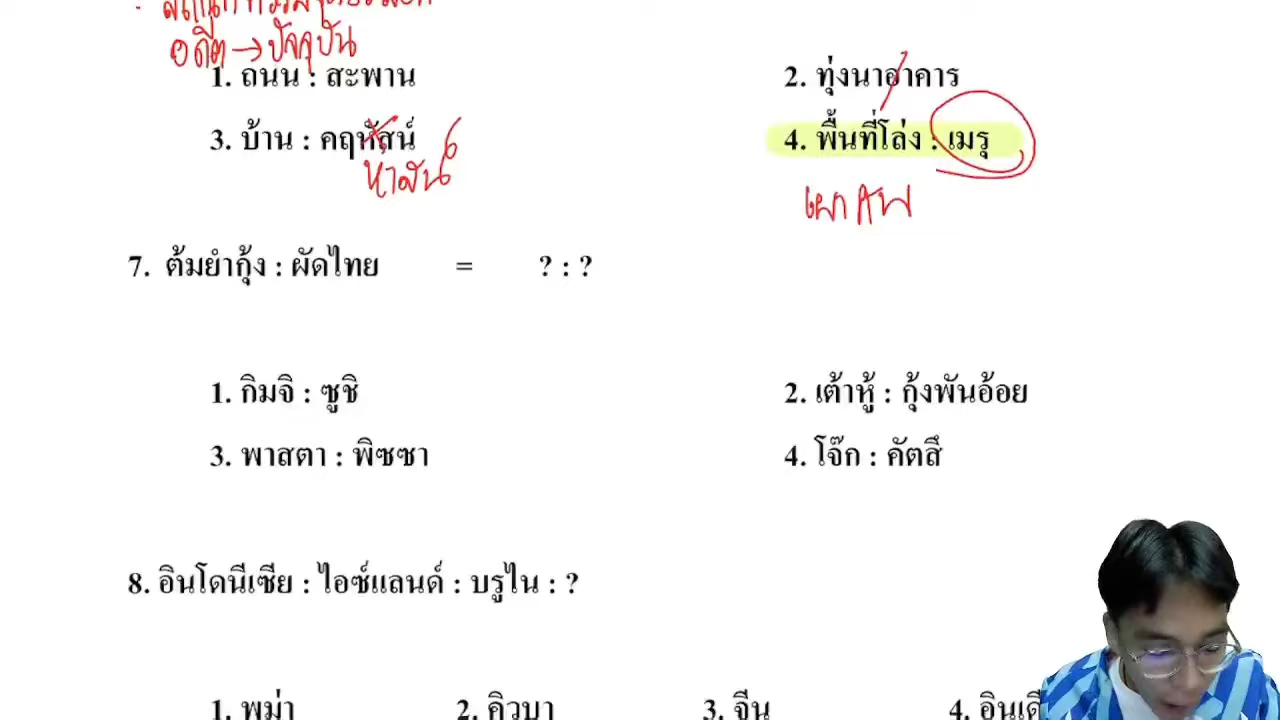 อดีต → ปัจจุบัน
1. ถนน : สะพาน 2. ทุ่งนาอาคาร
3. บ้าน : คฤหัสน์ 4. พื้นที่โล่ง : เมรุ
เผาศพ
7. ต้มยำกุ้ง : ผัดไทย = ? : ?
1. กิมจิ : ซูชิ 2. เต้าหู้ : กุ้งพันอ้อย
3. พาสตา : พิซซา 4. โจ๊ก : คัตสึ
8. อินโดนีเซีย : ไอซ์แลนด์ : บรูไน : ?
1. พม่า 2. คิวบา 3. จีน 4. อินเดี